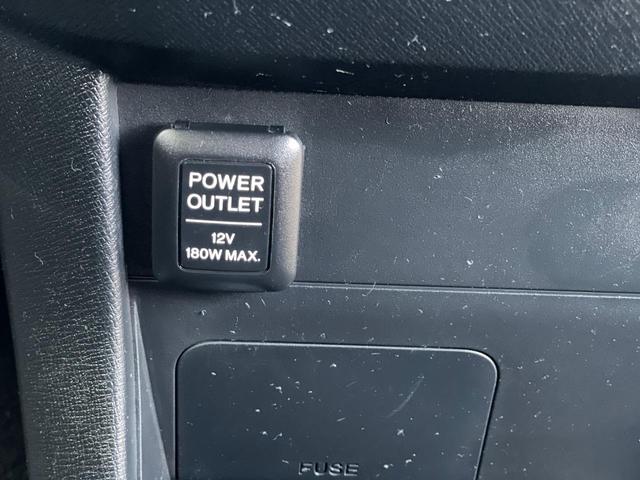 POWER
OUTLET
12V
180W MAX.
FUSE